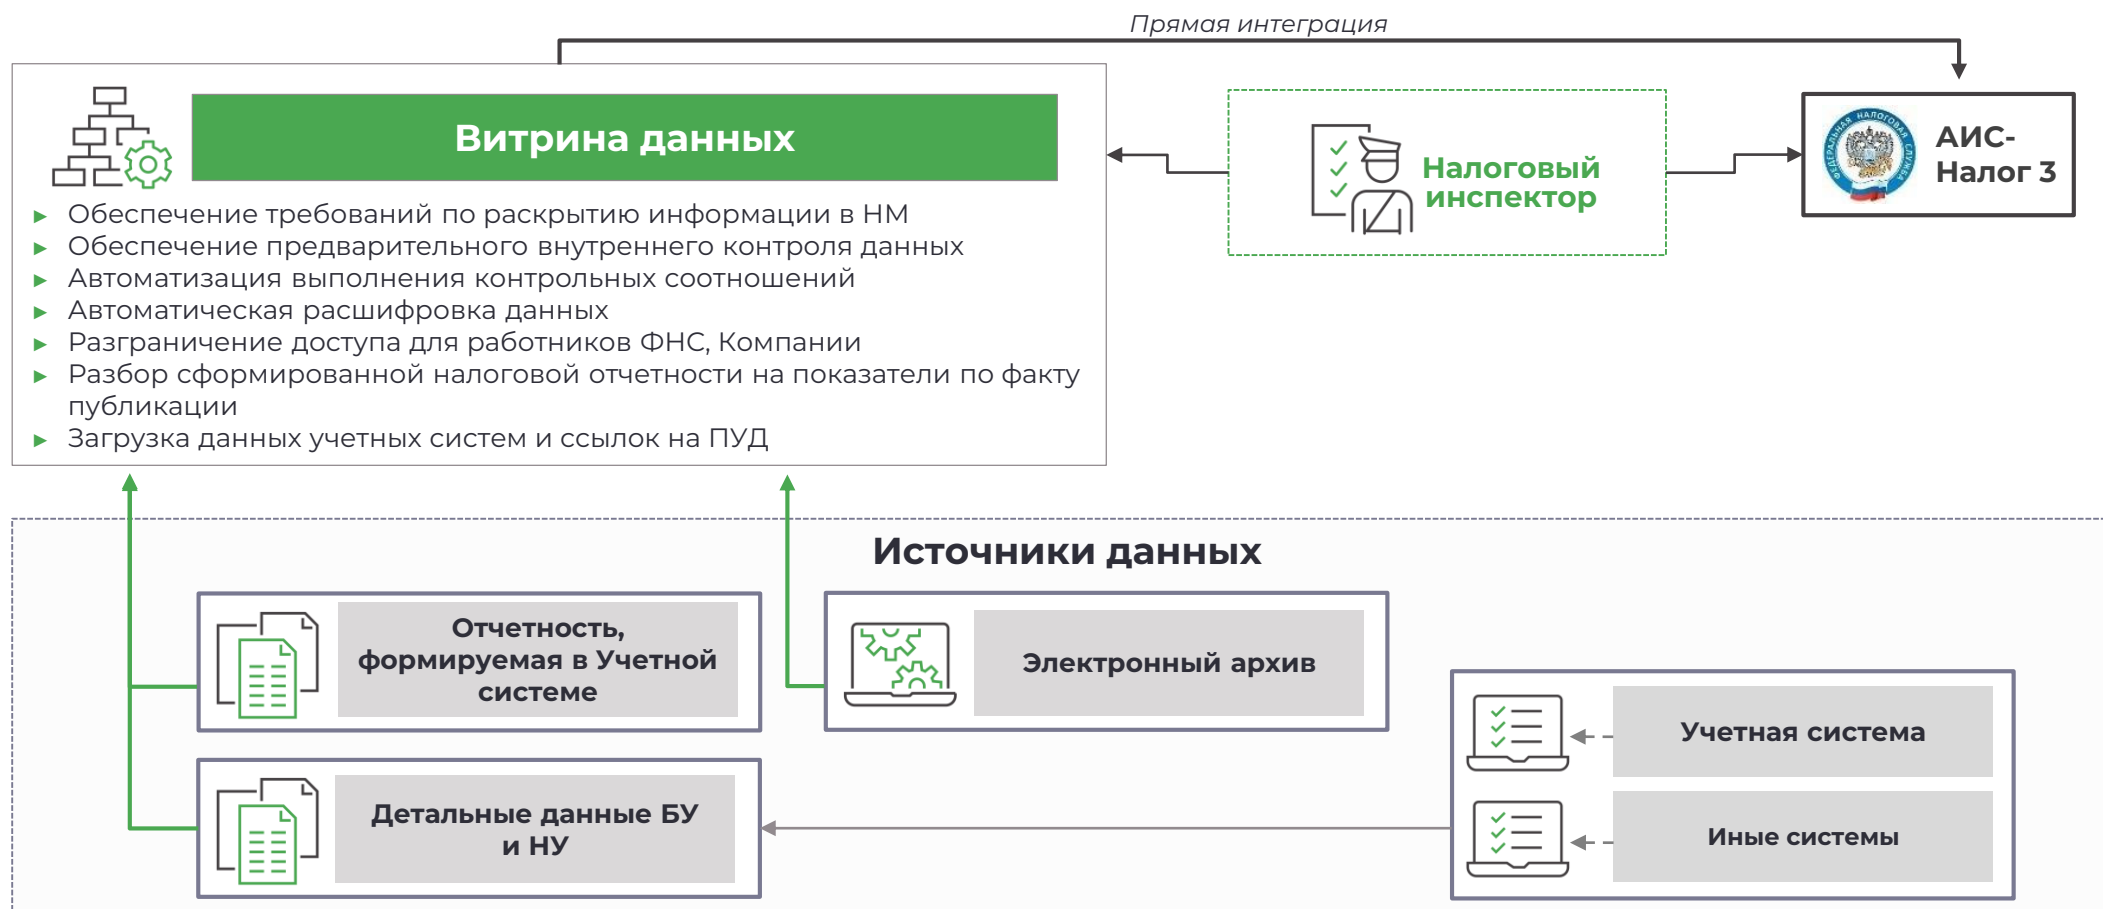 Прямая интеграция
Витрина данных
Обеспечение требований по раскрытию информации в НМ
Обеспечение предварительного внутреннего контроля данных
Автоматизация выполнения контрольных соотношений
Автоматическая расшифровка данных
Разграничение доступа для работников ФНС, Компании
Разбор сформированной налоговой отчетности на показатели по факту
публикации
Загрузка данных учетных систем и ссылок на ПУД
Налоговый
инспектор
ФЕДЕРАЛЬНАЯ НАЛОГОВАЯ СЛУЖБА
АИС-
Налог 3
Источники данных
Отчетность,
формируемая в Учетной
системе
Электронный архив
Учетная система
Детальные данные БУ
и НУ
Иные системы